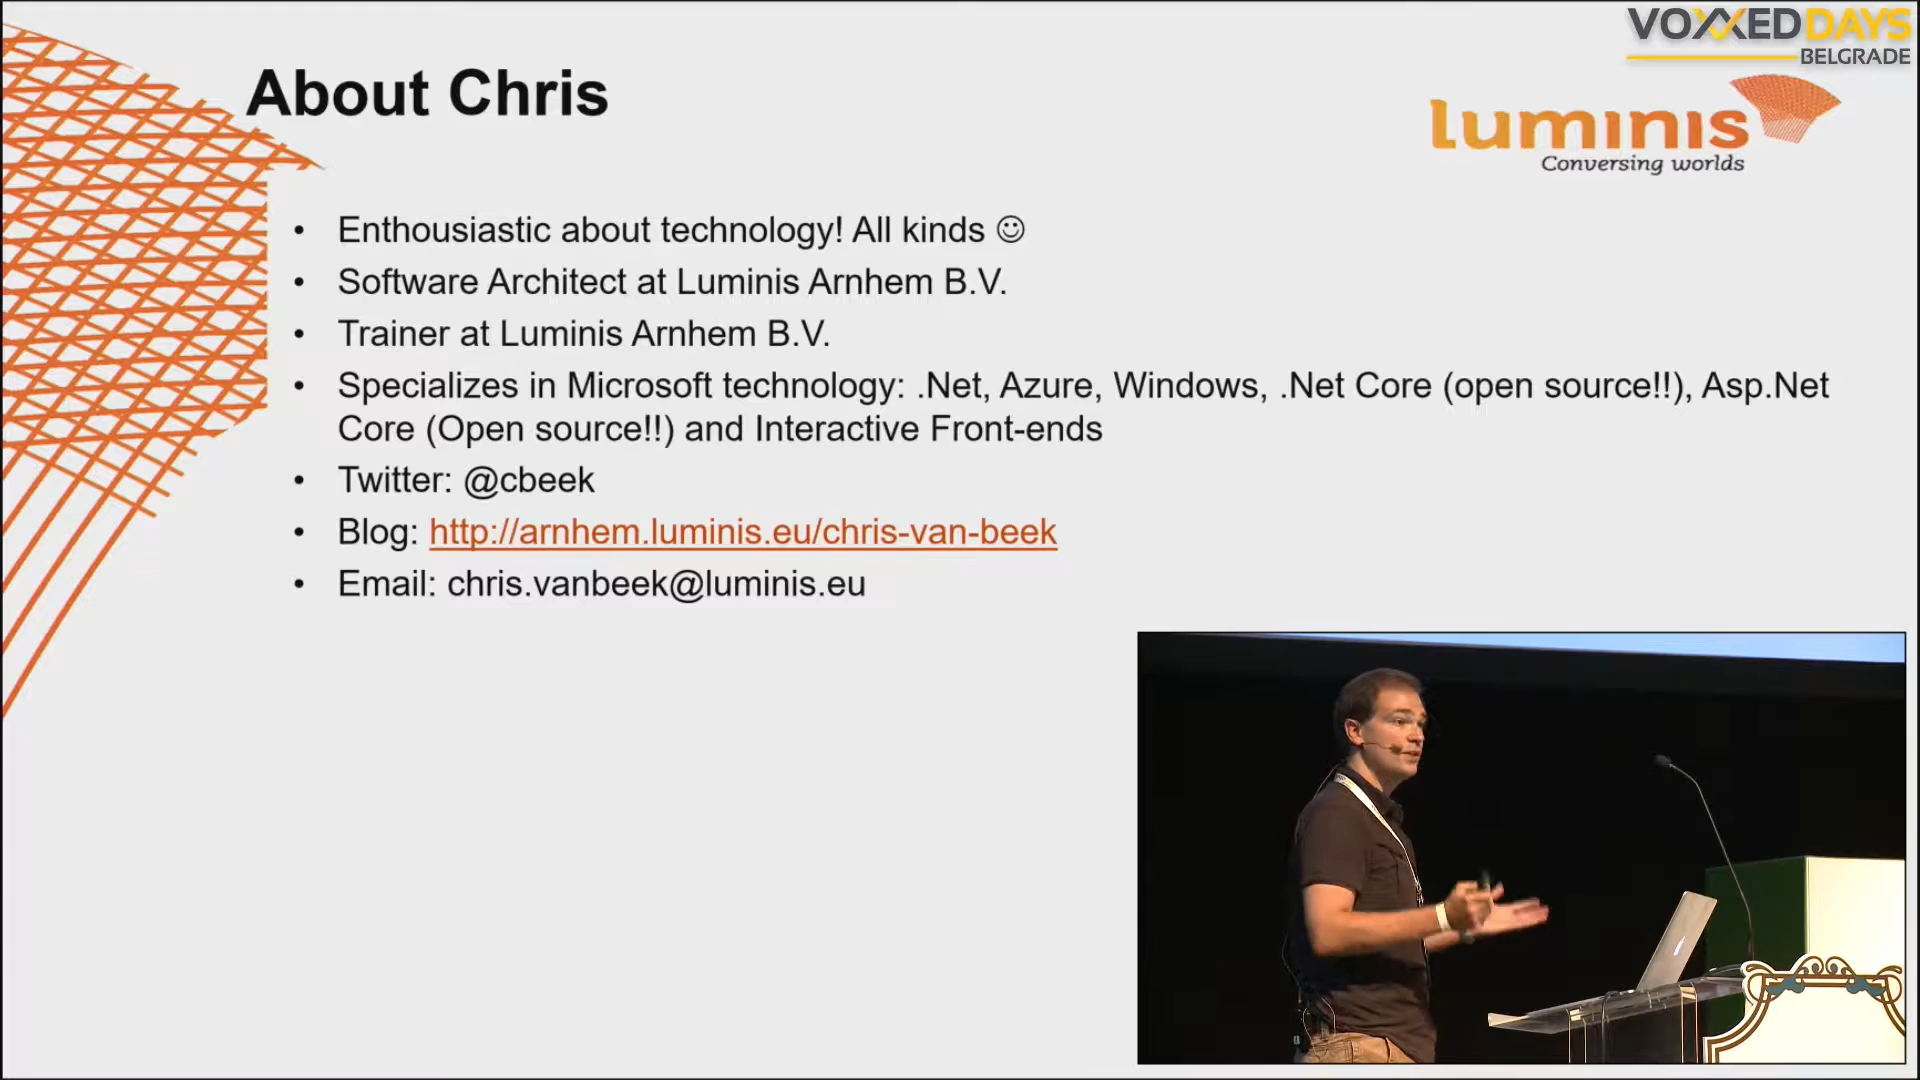 VOXXED DAYS
BELGRADE
About Chris
luminis
Conversing worlds
• Enthousiastic about technology! All kinds ☺
• Software Architect at Luminis Arnhem B.V.
• Trainer at Luminis Arnhem B.V.
• Specializes in Microsoft technology: .Net, Azure, Windows, .Net Core (open source!!), Asp.Net
Core (Open source!!) and Interactive Front-ends
• Twitter: @cbeek
• Blog: http://arnhem.luminis.eu/chris-van-beek
• Email: chris.vanbeek@luminis.eu